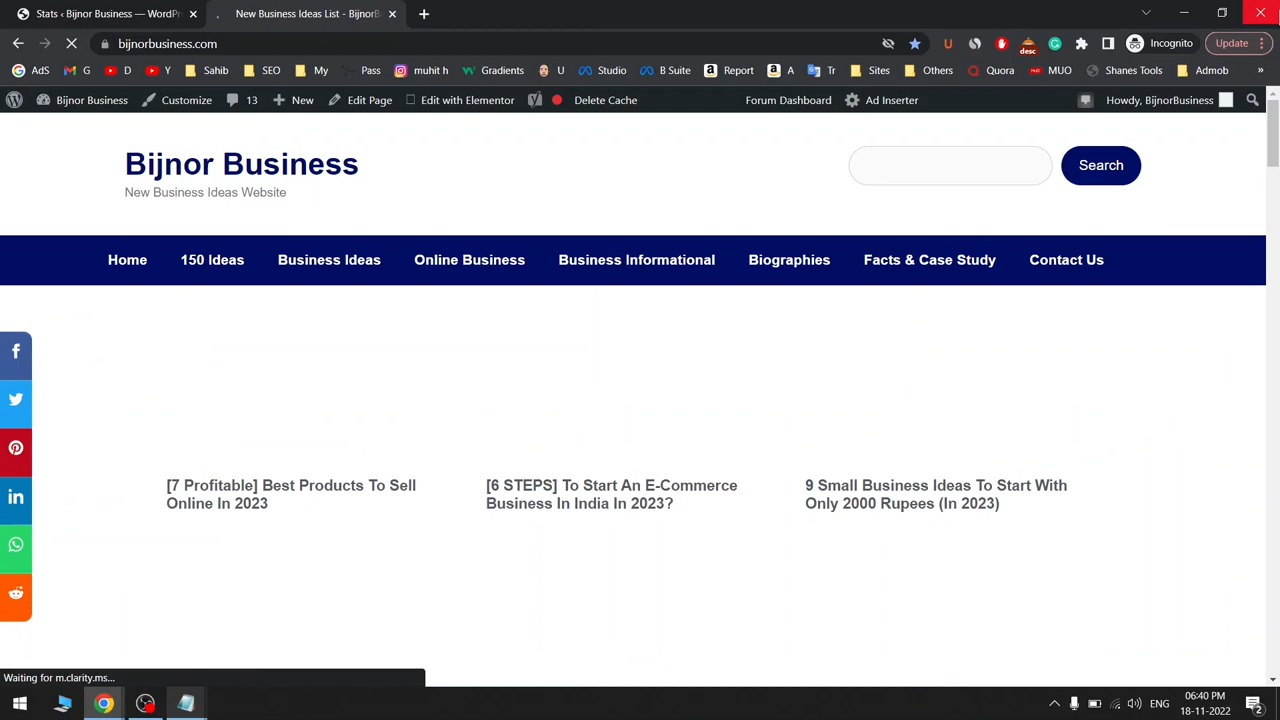 Stats ‹ Bijnor Business — WordPr
New Business Ideas List - BijnorB
bijnorbusiness.com
Incognito
Update
AdS
G
D
Y
Sahib
SEO
My
Pass
muhit h
Gradients
U
Studio
B Suite
Report
A
Tr
Sites
Others
Quora
MUO
Shanes Tools
Admob
»
Bijnor Business
Customize
13
New
Edit Page
Edit with Elementor
Delete Cache
Forum Dashboard
Ad Inserter
Howdy, BijnorBusiness
Bijnor Business
New Business Ideas Website
Search
Home
150 Ideas
Business Ideas
Online Business
Business Informational
Biographies
Facts & Case Study
Contact Us
[7 Profitable] Best Products To Sell
Online In 2023
[6 STEPS] To Start An E-Commerce
Business In India In 2023?
9 Small Business Ideas To Start With
Only 2000 Rupees (In 2023)
Waiting for m.clarity.ms...
ENG
06:40 PM
18-11-2022
2